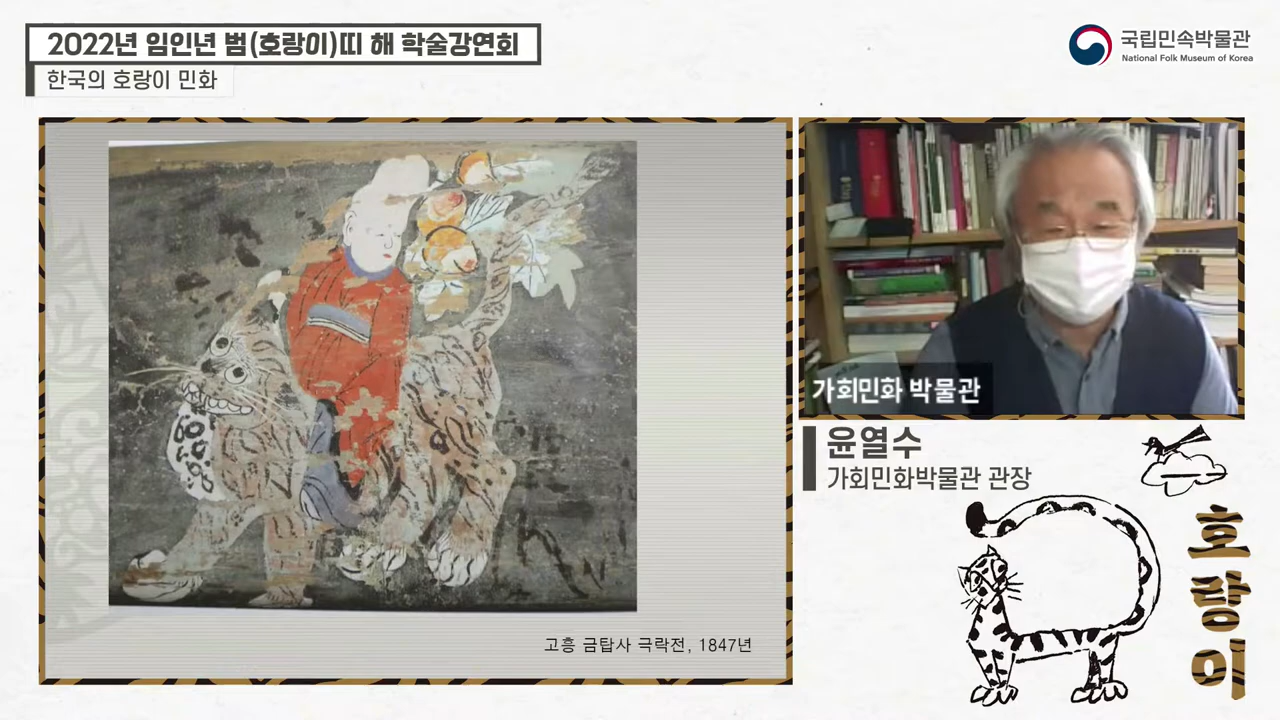 2022년 임인년 범(호랑이)띠 해 학술강연회
한국의 호랑이 민화
국립민속박물관
National Folk Museum of Korea
고흥 금탑사 극락전, 1847년
가회민화 박물관
윤열수
가회민화박물관 관장
호랑이